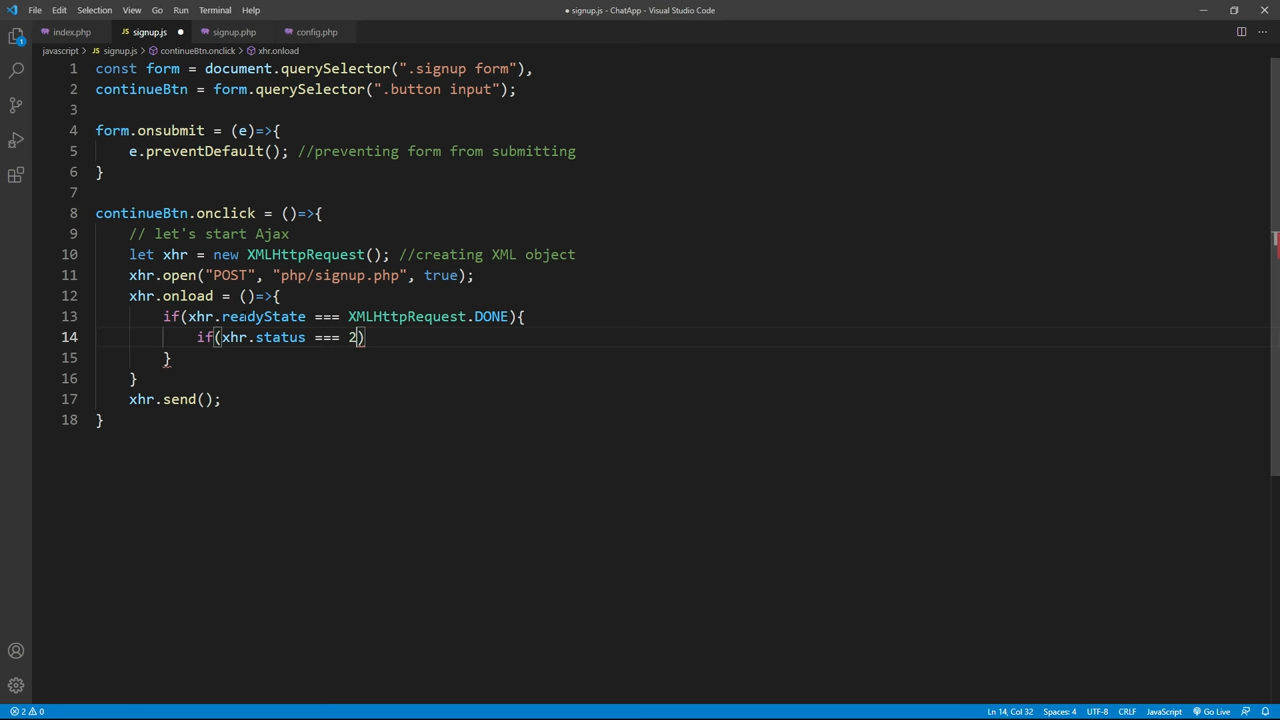 File Edit Selection View Go Run Terminal Help
● signup.js - ChatApp - Visual Studio Code
index.php JS signup.js ● signup.php config.php
javascript > JS signup.js > continueBtn.onclick > xhr.onload
1 const form = document.querySelector(".signup form"),
2 continueBtn = form.querySelector(".button input");
3
4 form.onsubmit = (e)=>{
5 e.preventDefault(); //preventing form from submitting
6 }
7
8 continueBtn.onclick = ()=>{
9 // let's start Ajax
10 let xhr = new XMLHttpRequest(); //creating XML object
11 xhr.open("POST", "php/signup.php", true);
12 xhr.onload = ()=>{
13 if(xhr.readyState === XMLHttpRequest.DONE){
14 if(xhr.status === 2)
15 }
16 }
17 xhr.send();
18 }
1
2 0 Ln 14, Col 32 Spaces: 4 UTF-8 CRLF JavaScript Go Live